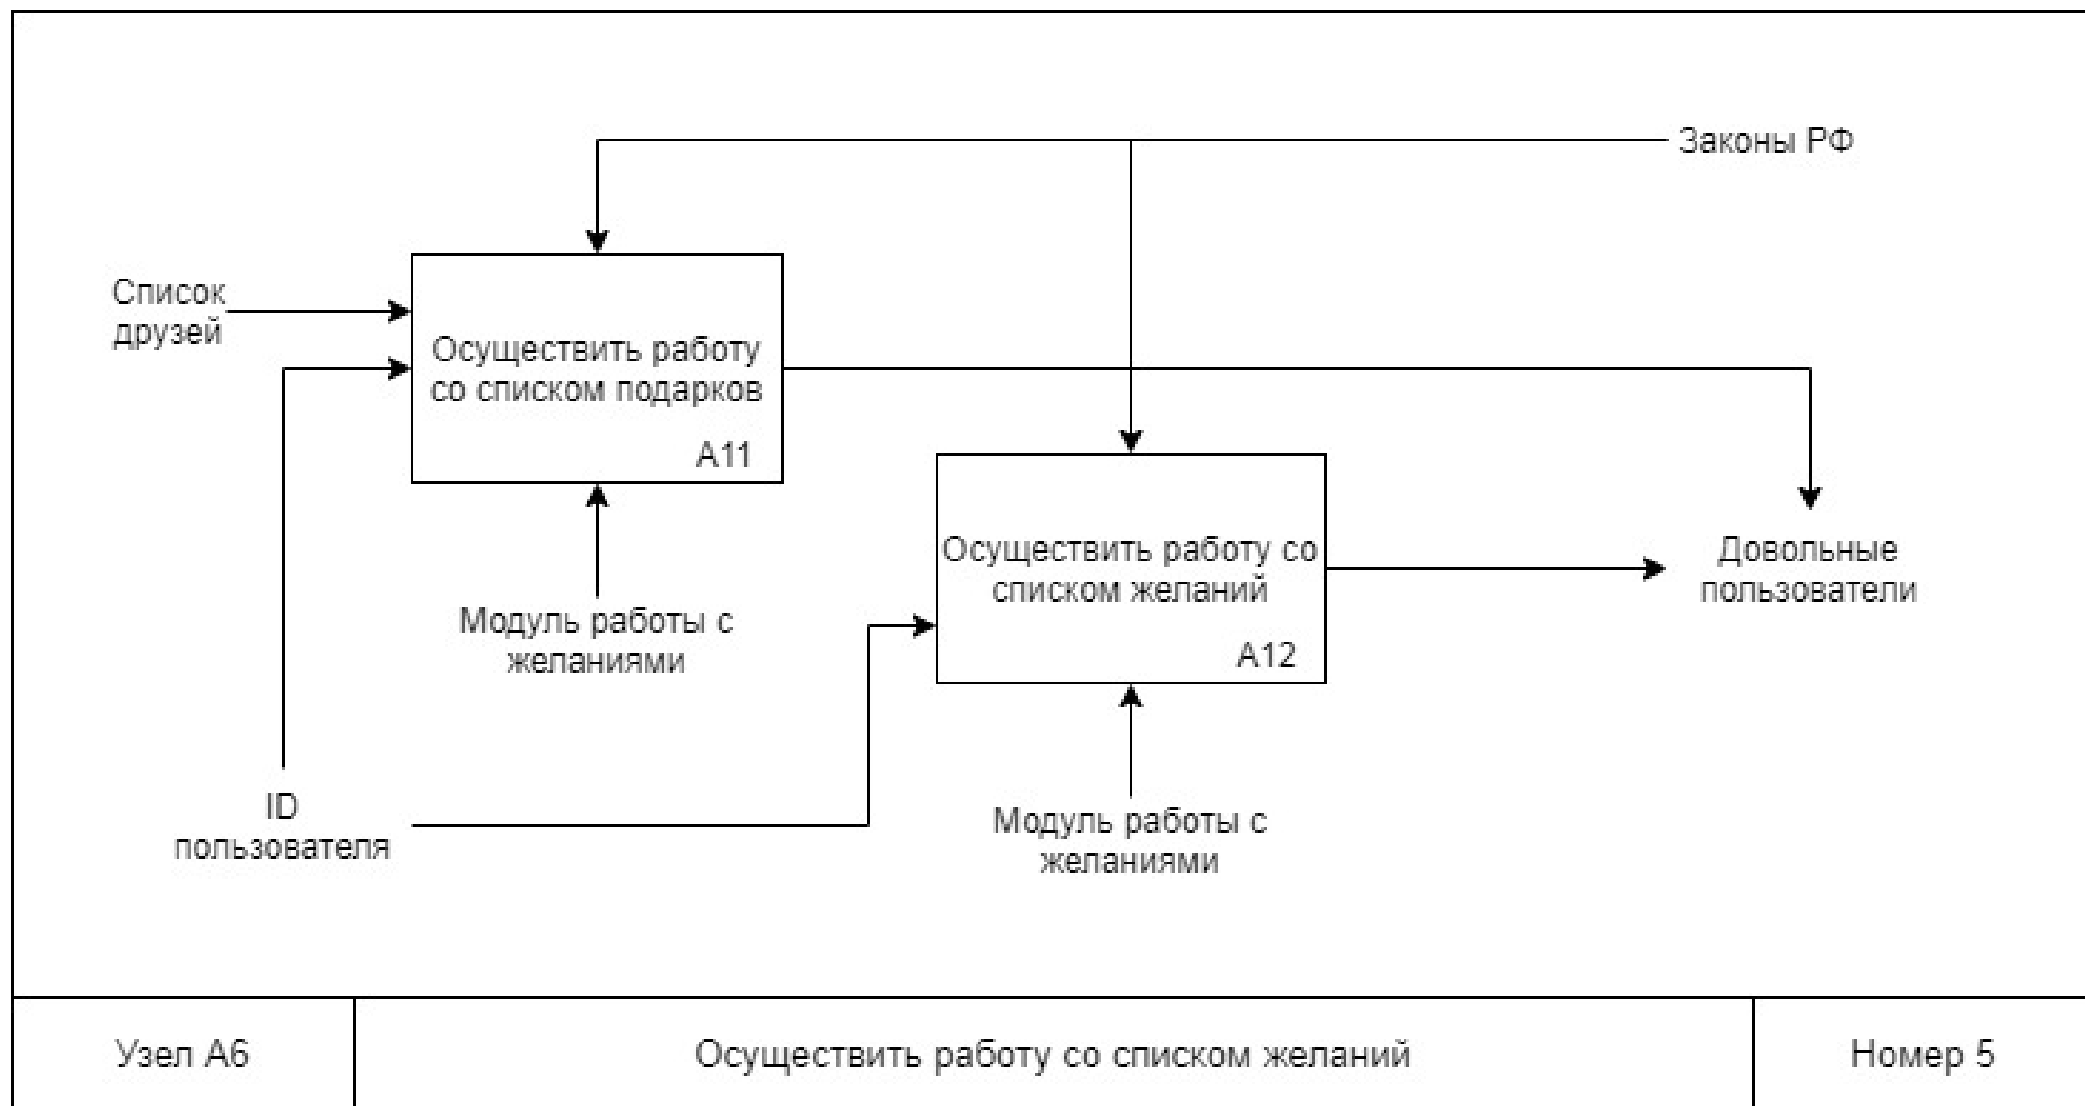 Законы РФ
Список
друзей
Осуществить работу
со списком подарков
А11
Осуществить работу со
списком желаний
А12
Довольные
пользователи
Модуль работы с
желаниями
ID
пользователя
Модуль работы с
желаниями
Узел А6
Осуществить работу со списком желаний
Номер 5